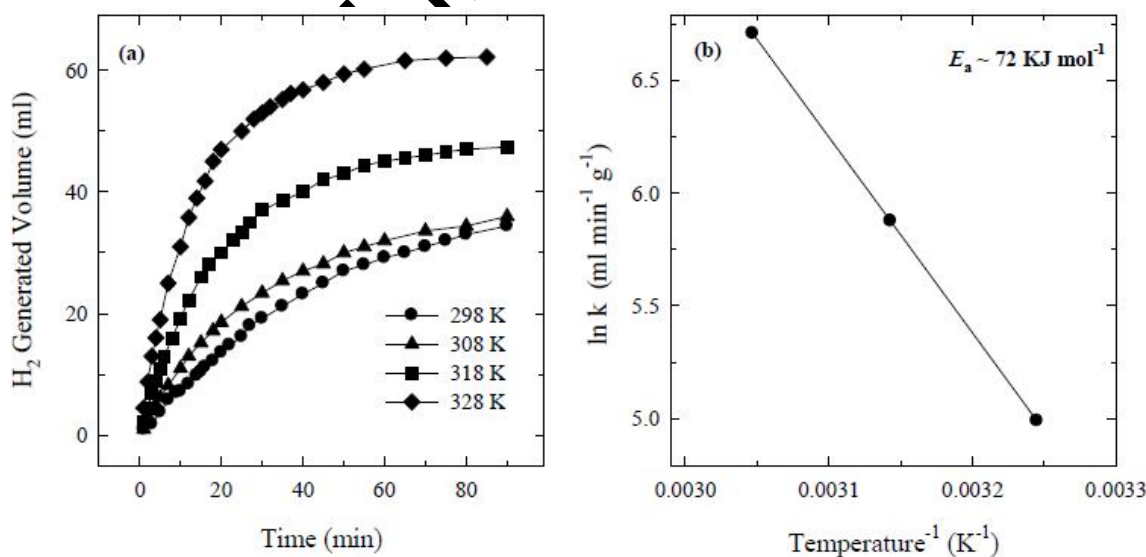 (a)
H₂ Generated Volume (ml)
60
40
20
0
298 K
308 K
318 K
328 K
0 20 40 60 80
Time (min)
(b)
Eₐ ~ 72 KJ mol⁻¹
ln k (ml min⁻¹ g⁻¹)
6.5
6.0
5.5
5.0
0.0030 0.0031 0.0032 0.0033
Temperature⁻¹ (K⁻¹)